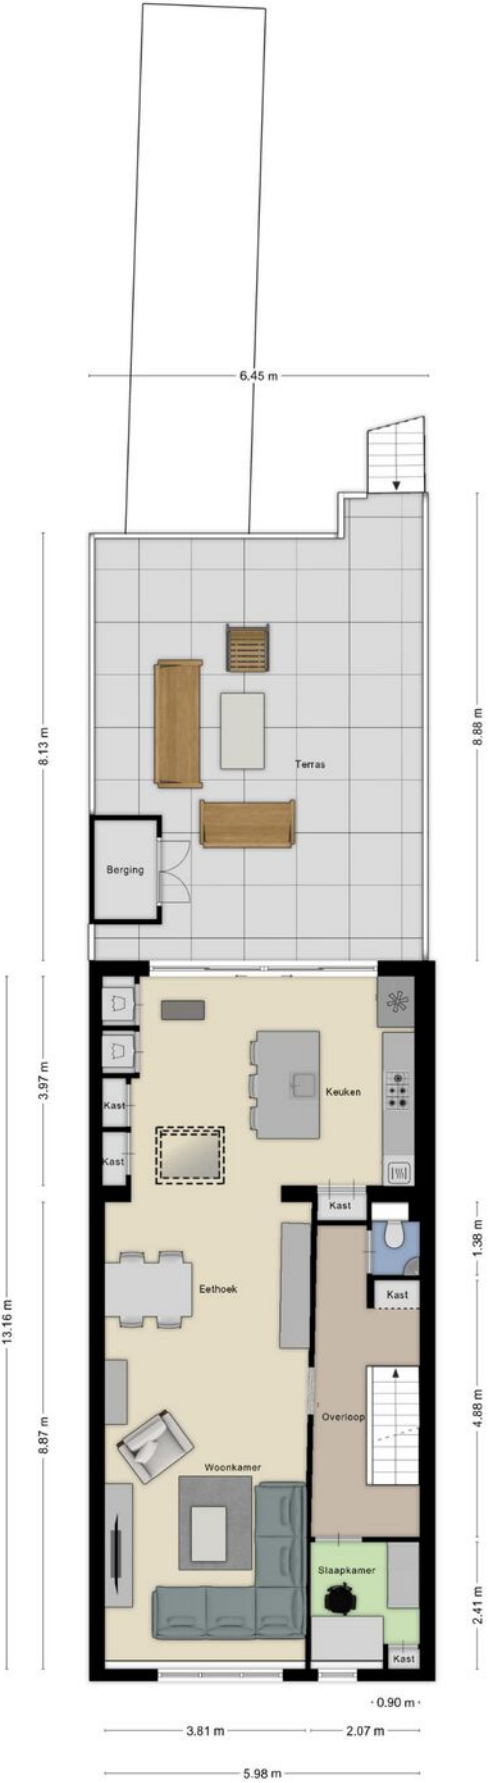 6.45 m
8.13 m
8.88 m
Terras
Berging
3.97 m
Keuken
Kast
Kast
Kast
1.38 m
Kast
Eethoek
13.16 m
8.87 m
4.88 m
Overloop
Woonkamer
Slaapkamer
2.41 m
Kast
0.90 m
3.81 m
2.07 m
5.98 m